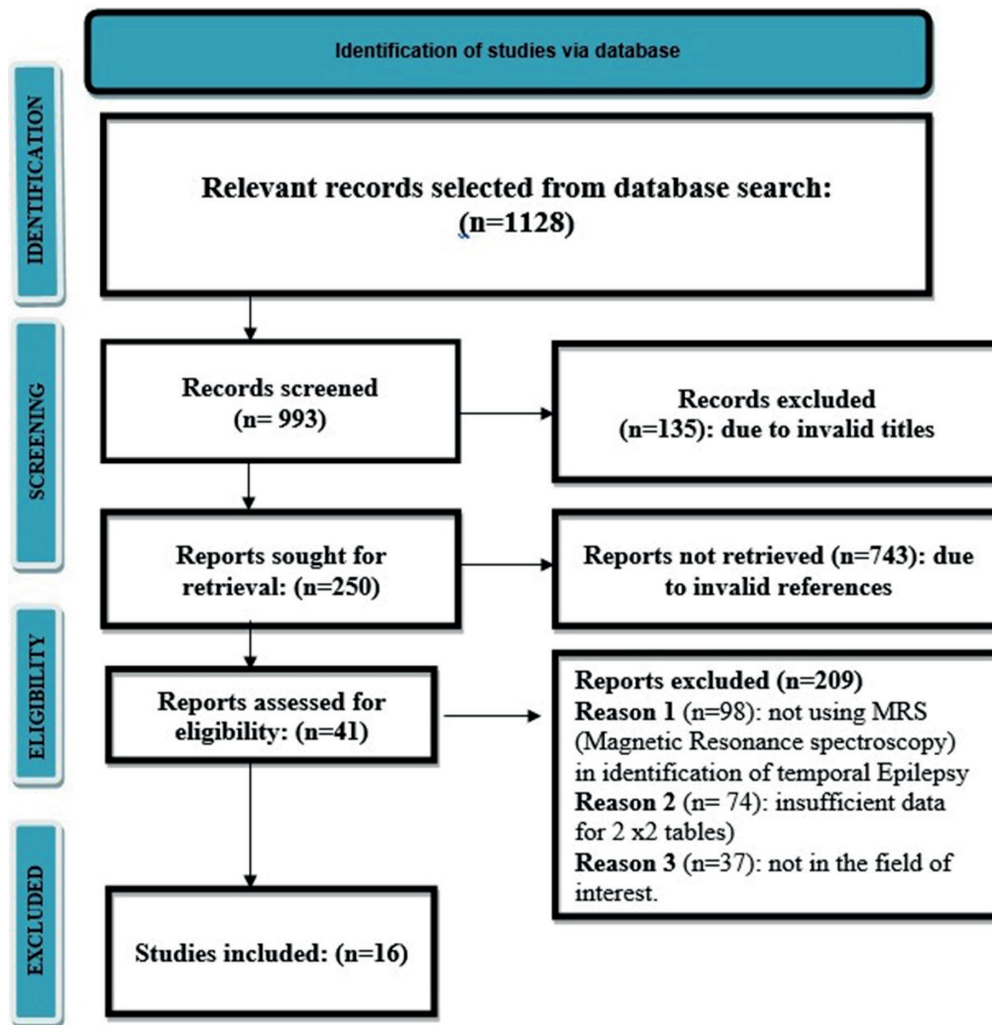 Identification of studies via database
IDENTIFICATION
Relevant records selected from database search:
(n=1128)
SCREENING
Records screened
(n= 993)
Records excluded
(n=135): due to invalid titles
Reports sought for
retrieval: (n=250)
Reports not retrieved (n=743): due
to invalid references
ELIGIBILITY
Reports assessed for
eligibility: (n=41)
Reports excluded (n=209)
Reason 1 (n=98): not using MRS
(Magnetic Resonance spectroscopy)
in identification of temporal Epilepsy
Reason 2 (n= 74): insufficient data
for 2 x2 tables)
Reason 3 (n=37): not in the field of
interest.
EXCLUDED
Studies included: (n=16)